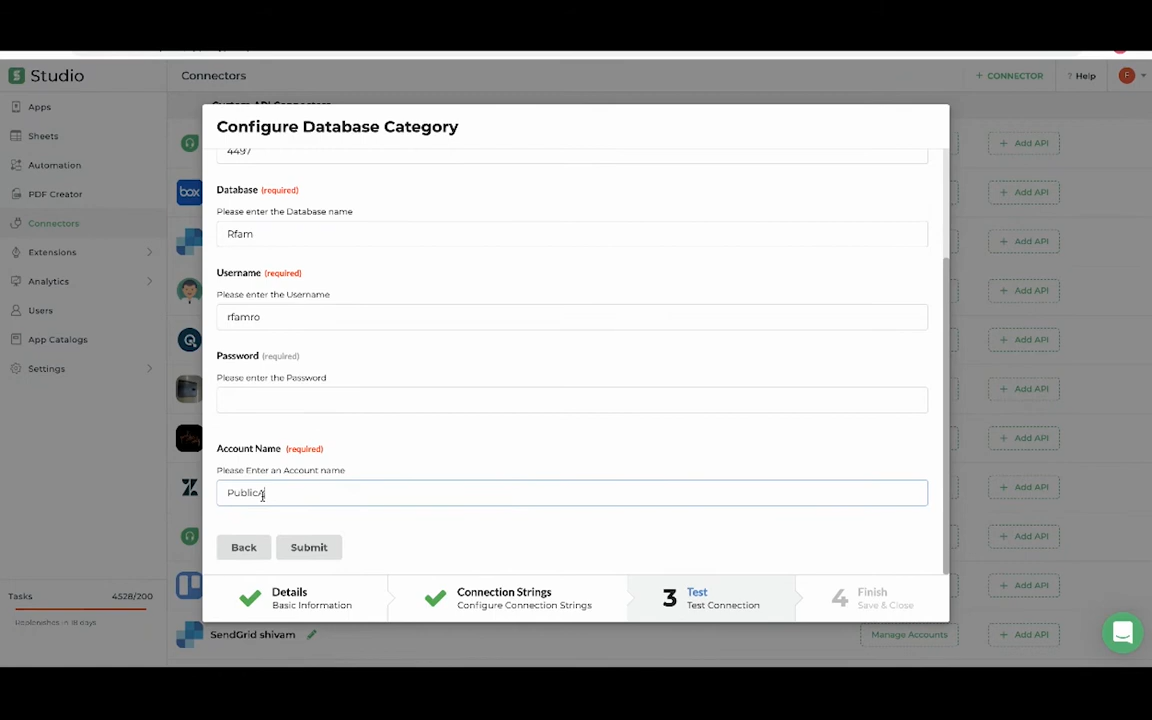 Studio
Connectors
CONNECTOR
? Help
F
Apps
Sheets
Automation
PDF Creator
Connectors
Extensions
Analytics
Users
App Catalogs
Settings
Tasks 4528/200
Configure Database Category
4497
Database (required)
Please enter the Database name
Rfam
Username (required)
Please enter the Username
rfamro
Password (required)
Please enter the Password
Account Name (required)
Please Enter an Account name
PublicA
Back
Submit
Details
Basic Information
Connection Strings
Configure Connection Strings
3 Test
Test Connection
4 Finish
Save & Close
box
+ Add API
+ Add API
+ Add API
+ Add API
+ Add API
+ Add API
+ Add API
+ Add API
+ Add API
+ Add API
SendGrid shivam
Manage Accounts
+ Add API